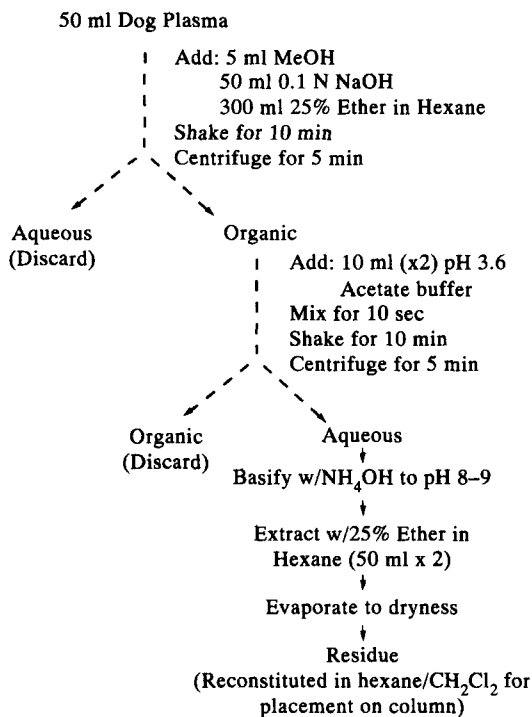 50 ml Dog Plasma
Add: 5 ml MeOH
50 ml 0.1 N NaOH
300 ml 25% Ether in Hexane
Shake for 10 min
Centrifuge for 5 min
Aqueous
(Discard)
Organic
Add: 10 ml (x2) pH 3.6
Acetate buffer
Mix for 10 sec
Shake for 10 min
Centrifuge for 5 min
Organic
(Discard)
Aqueous
Basify w/NH₄OH to pH 8–9
Extract w/25% Ether in
Hexane (50 ml x 2)
Evaporate to dryness
Residue
(Reconstituted in hexane/CH₂Cl₂ for
placement on column)